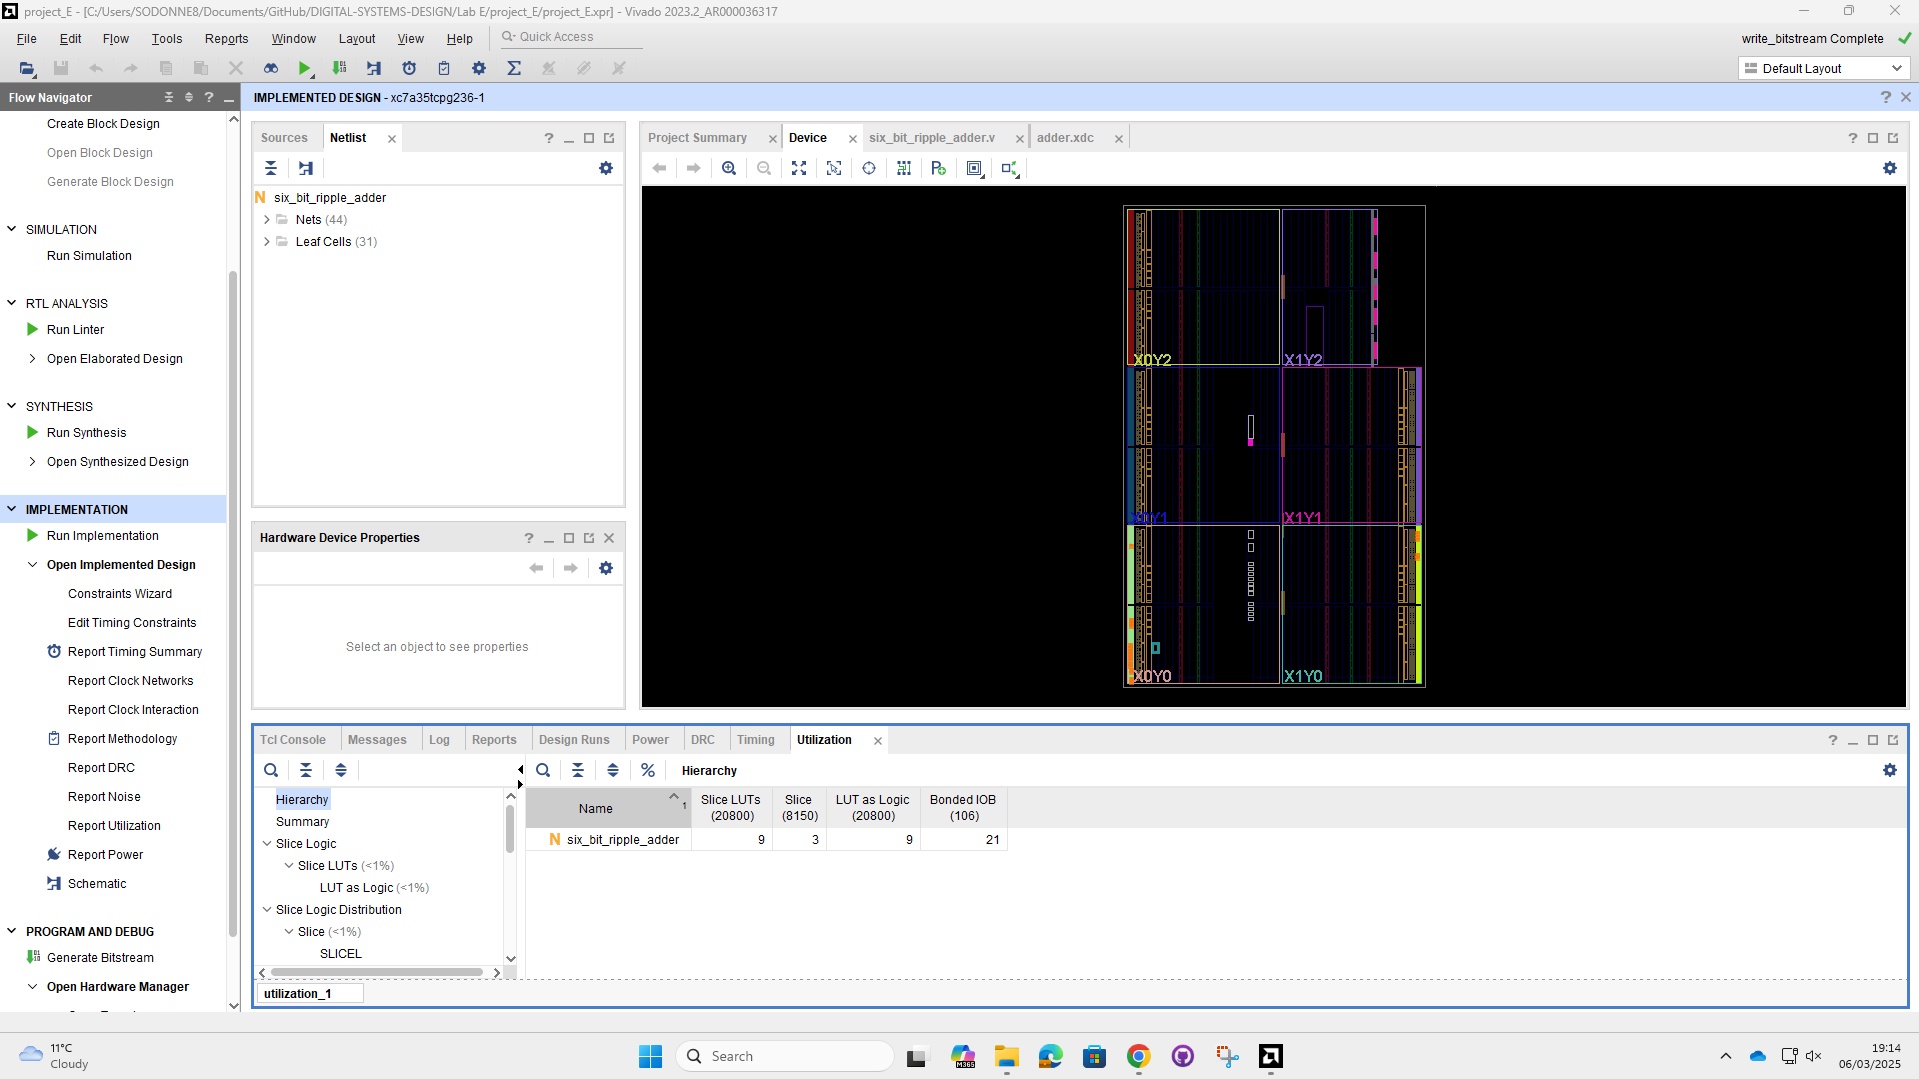 project_E - [C:/Users/SODONNE8/Documents/GitHub/DIGITAL-SYSTEMS-DESIGN/Lab E/project_E/project_E.xpr] - Vivado 2023.2_AR000036317
File Edit Flow Tools Reports Window Layout View Help
Quick Access
write_bitstream Complete
Default Layout
Flow Navigator
Create Block Design
Open Block Design
Generate Block Design
SIMULATION
Run Simulation
RTL ANALYSIS
Run Linter
Open Elaborated Design
SYNTHESIS
Run Synthesis
Open Synthesized Design
IMPLEMENTATION
Run Implementation
Open Implemented Design
Constraints Wizard
Edit Timing Constraints
Report Timing Summary
Report Clock Networks
Report Clock Interaction
Report Methodology
Report DRC
Report Noise
Report Utilization
Report Power
Schematic
PROGRAM AND DEBUG
Generate Bitstream
Open Hardware Manager
IMPLEMENTED DESIGN - xc7a35tcpg236-1
Sources Netlist
N six_bit_ripple_adder
Nets (44)
Leaf Cells (31)
Hardware Device Properties
Select an object to see properties
Project Summary Device six_bit_ripple_adder.v adder.xdc
X0Y2 X1Y2
X0Y1 X1Y1
X0Y0 X1Y0
Tcl Console Messages Log Reports Design Runs Power DRC Timing Utilization
Hierarchy
Summary
Slice Logic
Slice LUTs (<1%)
LUT as Logic (<1%)
Slice Logic Distribution
Slice (<1%)
SLICEL
utilization_1
% Hierarchy
Name 1 Slice LUTs (20800) Slice (8150) LUT as Logic (20800) Bonded IOB (106)
N six_bit_ripple_adder 9 3 9 21
11°C
Cloudy
Search
M365
19:14
06/03/2025